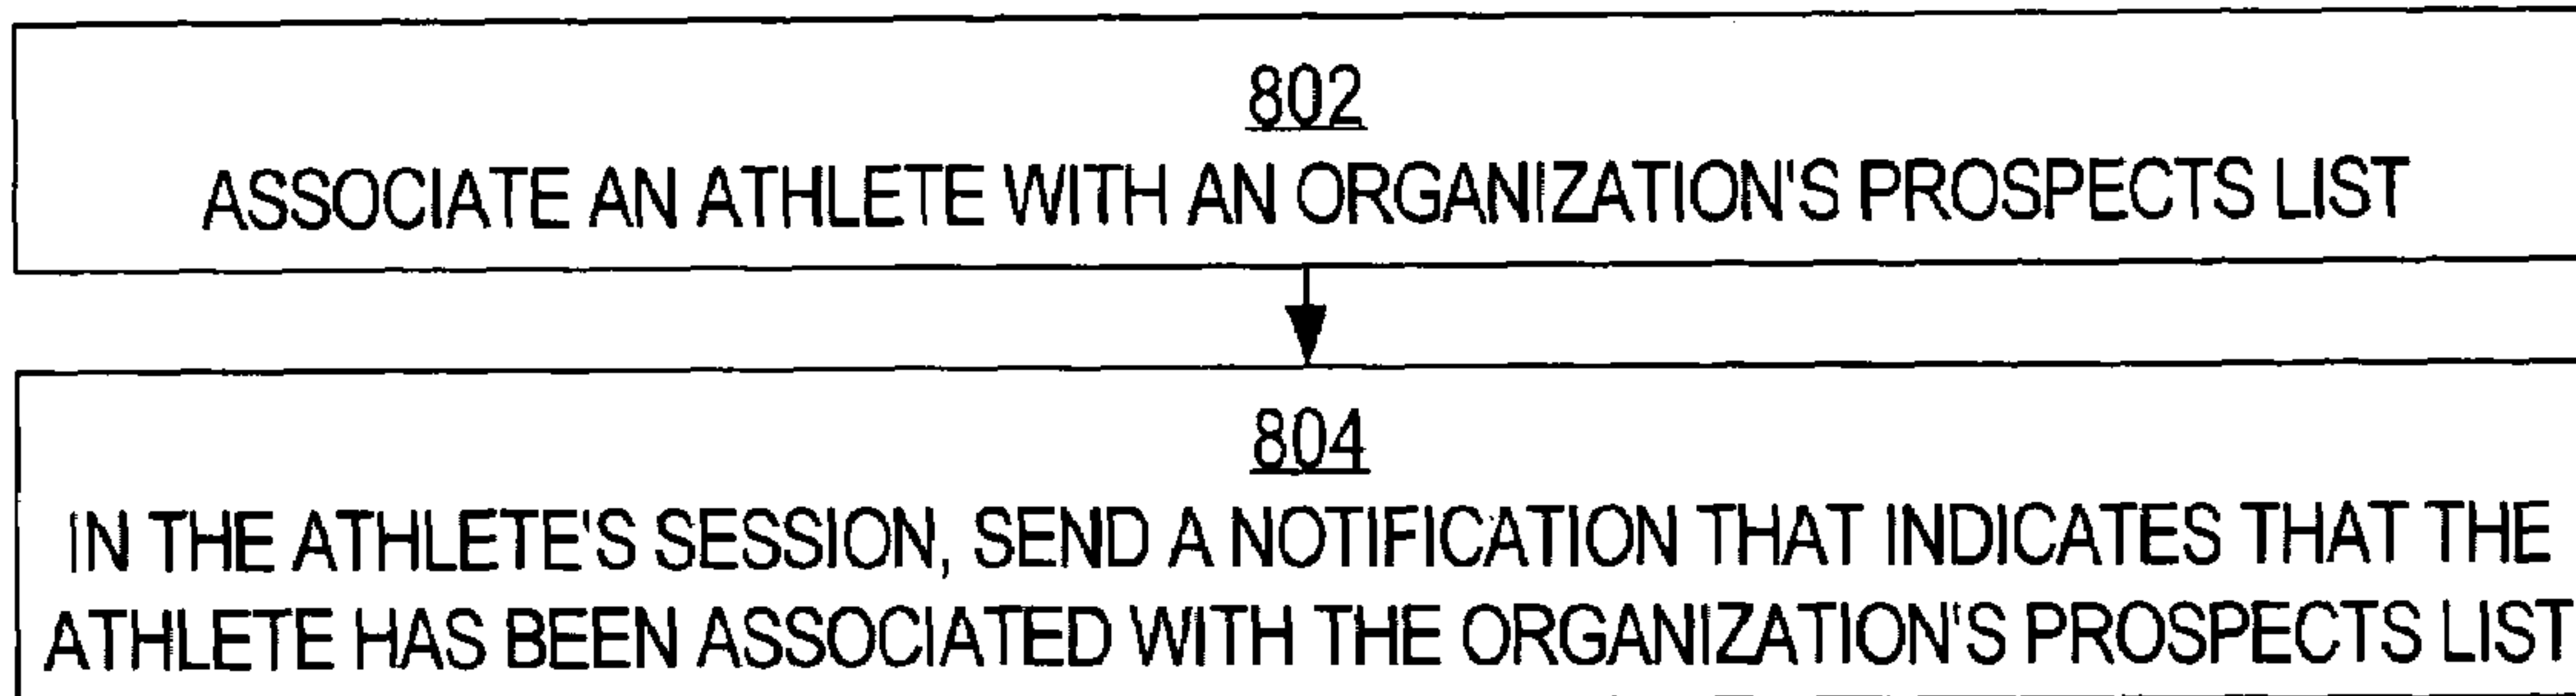 802
ASSOCIATE AN ATHLETE WITH AN ORGANIZATION'S PROSPECTS LIST
804
IN THE ATHLETE'S SESSION, SEND A NOTIFICATION THAT INDICATES THAT THE
ATHLETE HAS BEEN ASSOCIATED WITH THE ORGANIZATION'S PROSPECTS LIST